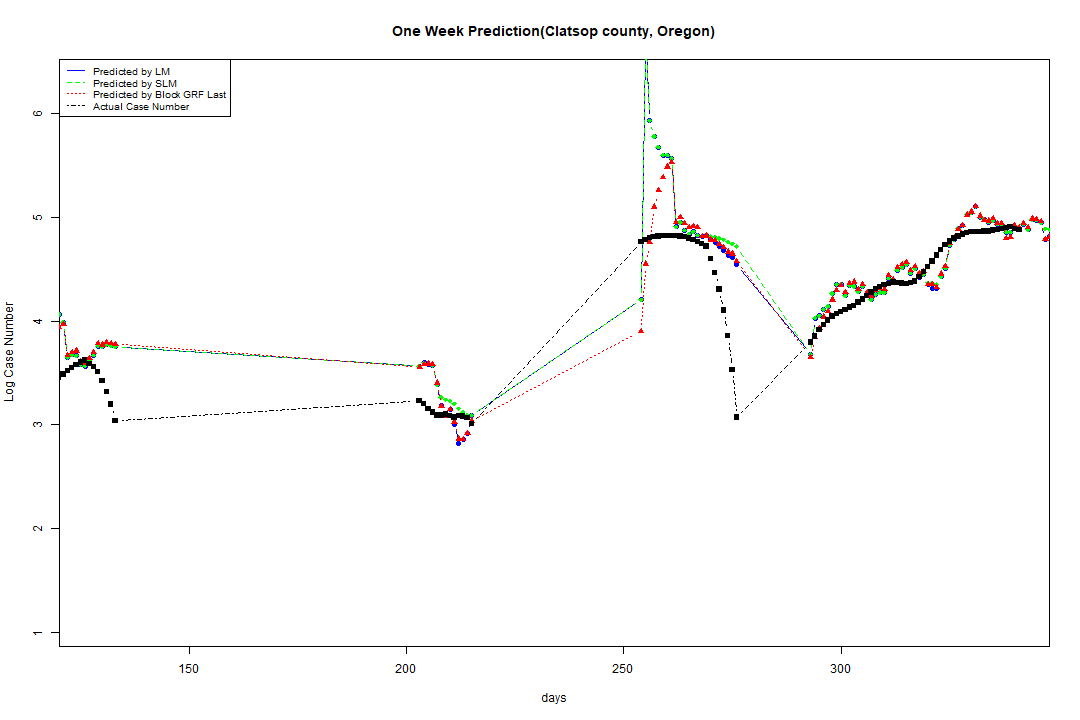 One Week Prediction(Clatsop county, Oregon)
Predicted by LM
Predicted by SLM
Predicted by Block GRF Last
Actual Case Number
6
5
4
3
2
1
Log Case Number
150
200
250
300
days